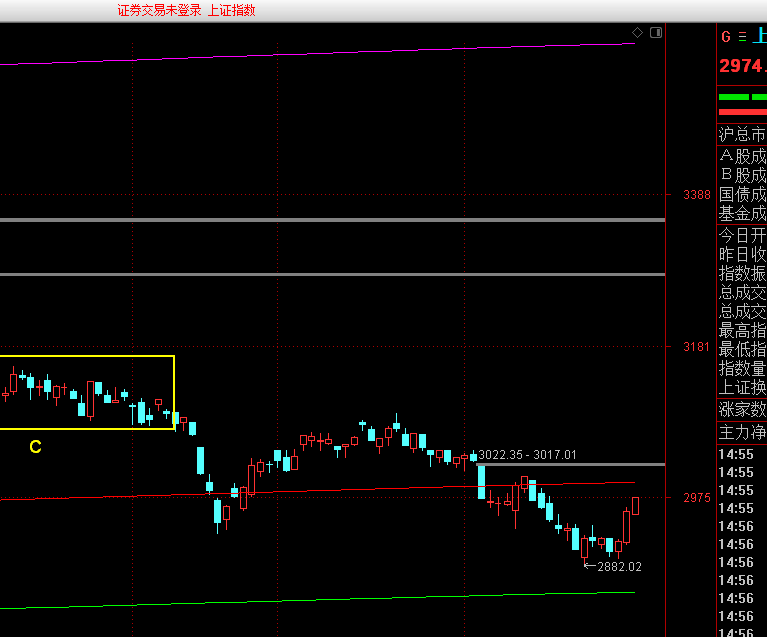 证券交易未登录 上证指数
G 上
2974.
沪总市
A股成
B股成
国债成
基金成
今日开
昨日收
指数振
总成交
总成交
最高指
最低指
指数量
上证换
涨家数
主力净
14:55
14:55
14:55
14:55
14:56
14:56
14:56
14:56
14:56
14:56
14:56
3388
3181
2975
C
3022.35 - 3017.01
←2882.02